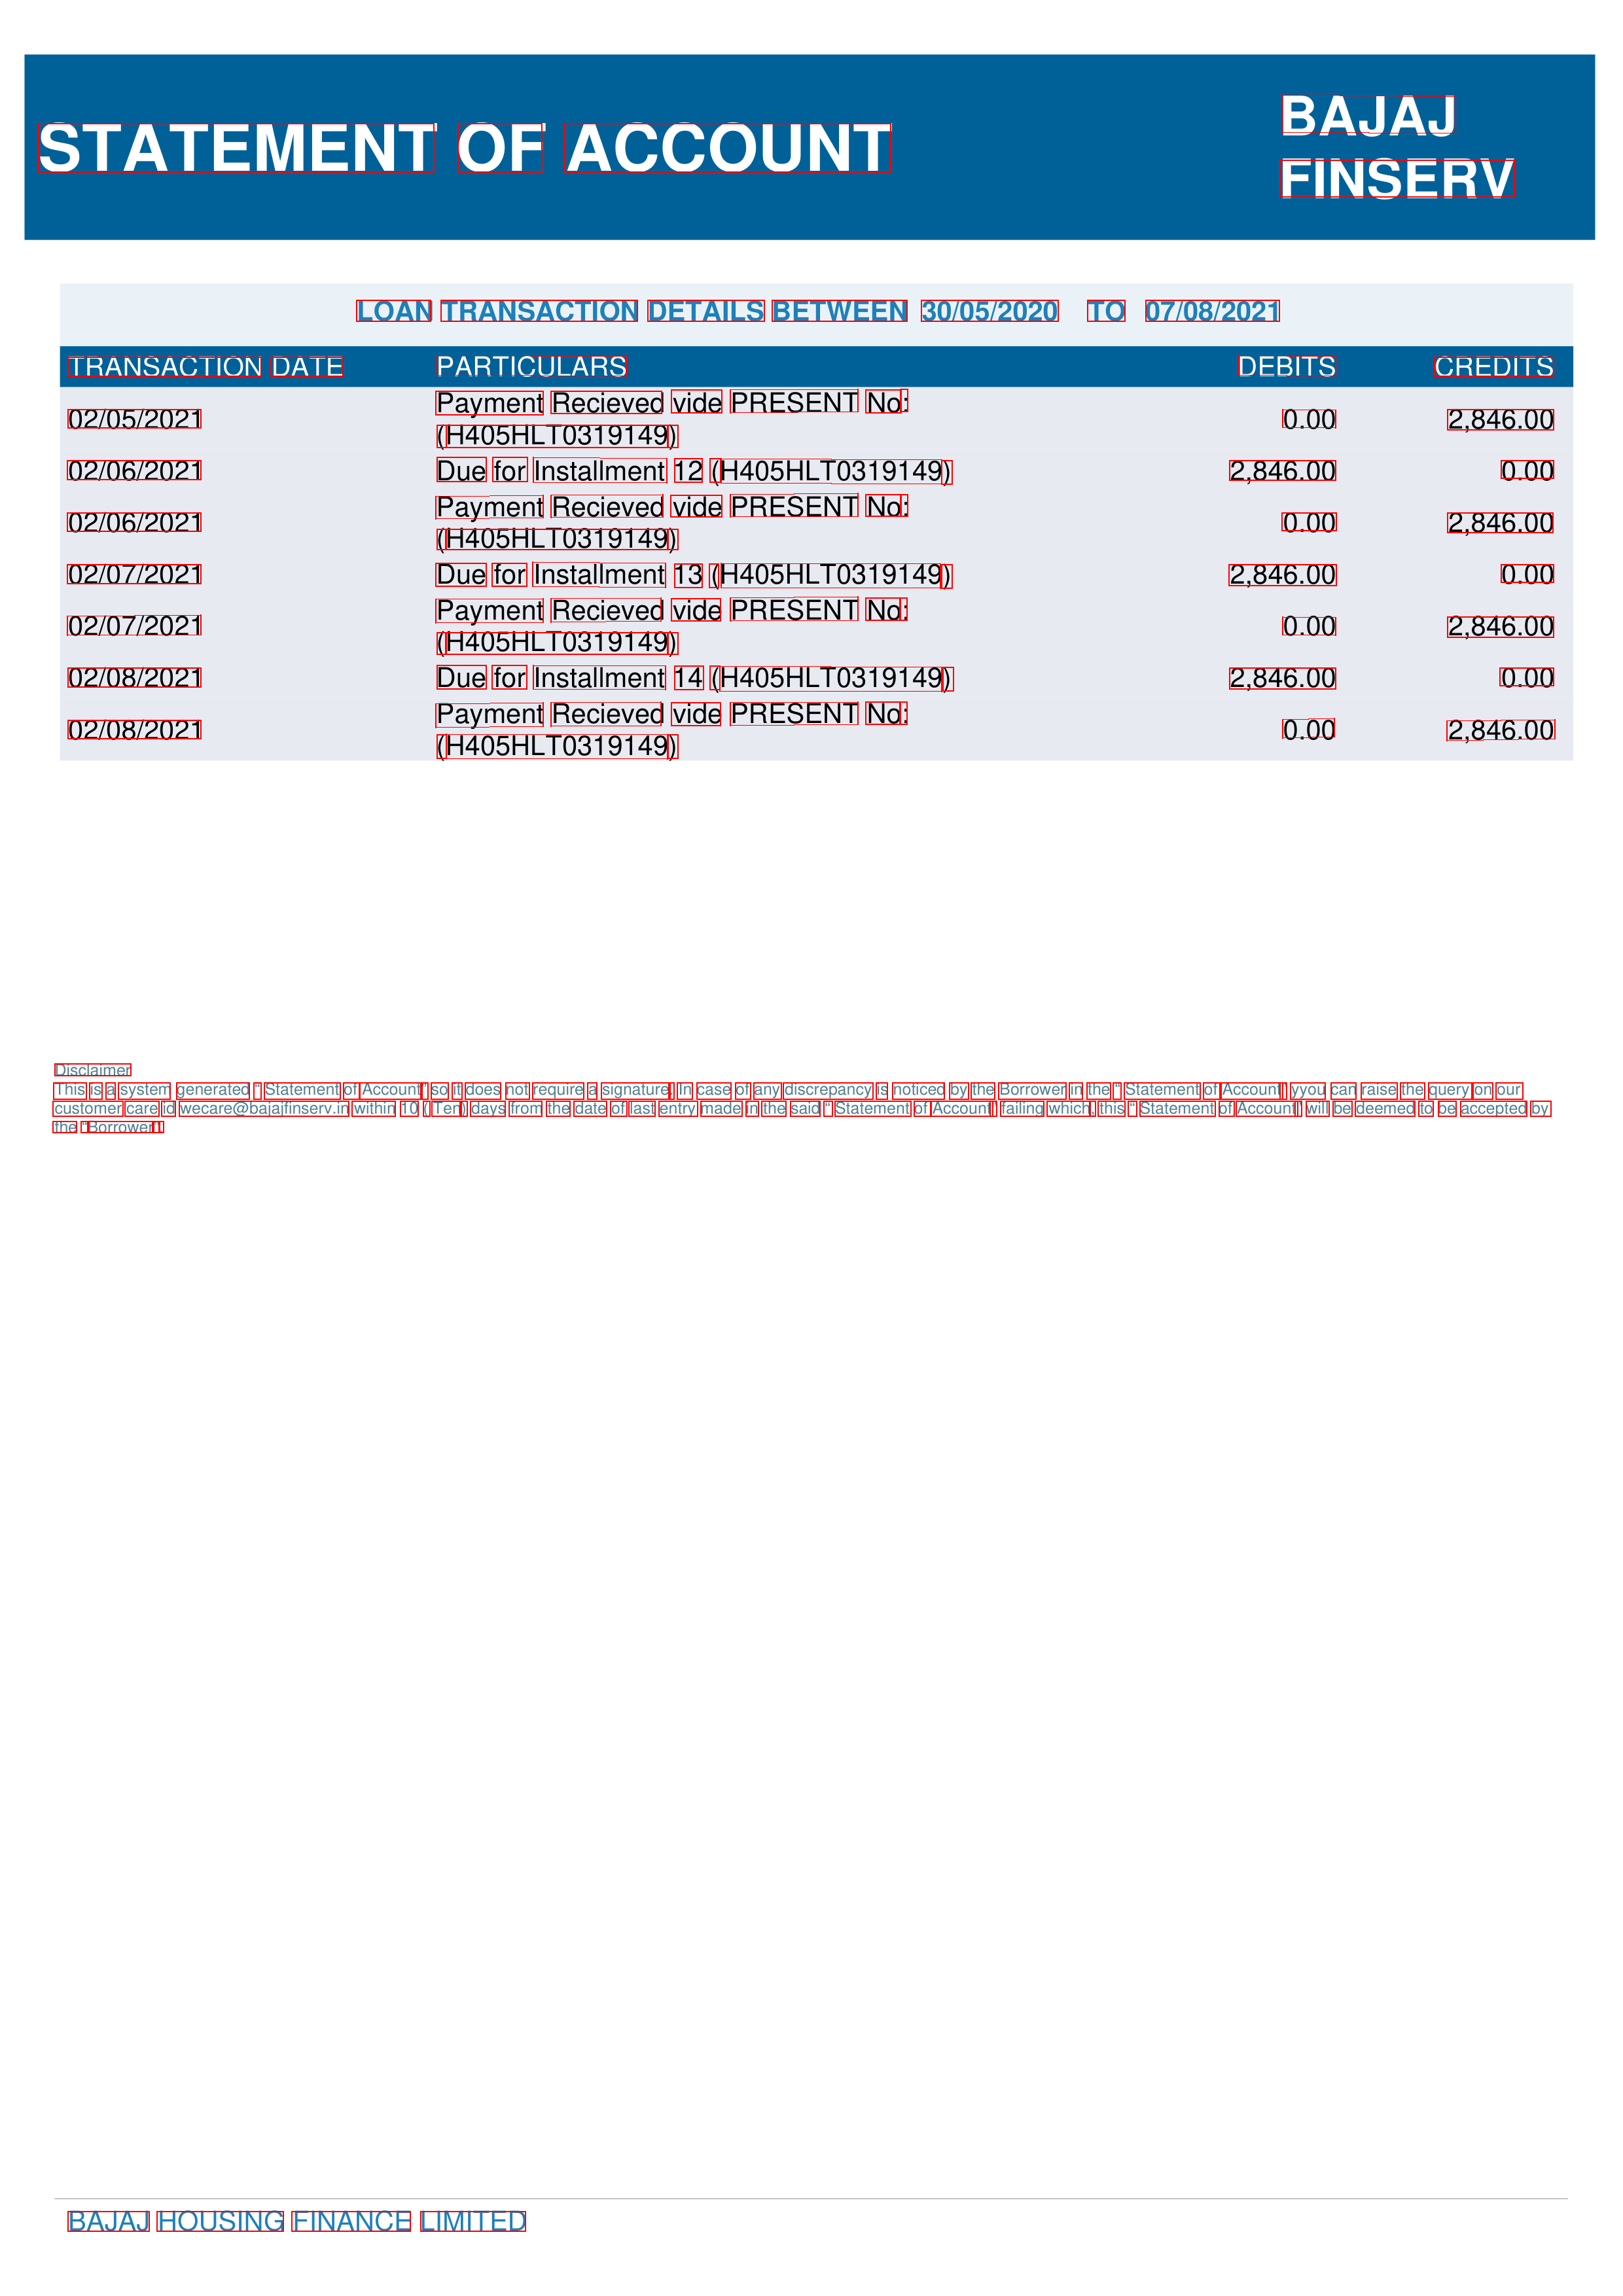 STATEMENT OF ACCOUNT
BAJAJ
FINSERV
LOAN TRANSACTION DETAILS BETWEEN 30/05/2020 TO 07/08/2021
TRANSACTION DATE PARTICULARS DEBITS CREDITS
02/05/2021 Payment Recieved vide PRESENT No: 0.00 2,846.00
(H405HLT0319149)
02/06/2021 Due for Installment 12 (H405HLT0319149) 2,846.00 0.00
02/06/2021 Payment Recieved vide PRESENT No: 0.00 2,846.00
(H405HLT0319149)
02/07/2021 Due for Installment 13 (H405HLT0319149) 2,846.00 0.00
02/07/2021 Payment Recieved vide PRESENT No: 0.00 2,846.00
(H405HLT0319149)
02/08/2021 Due for Installment 14 (H405HLT0319149) 2,846.00 0.00
02/08/2021 Payment Recieved vide PRESENT No: 0.00 2,846.00
(H405HLT0319149)
Disclaimer
This is a system generated "Statement of Account" so it does not require a signature. In case of any discrepancy is noticed by the Borrower in the "Statement of Account", yyou can raise the query on our
customer care id wecare@bajajfinserv.in within 10 (Ten) days from the date of last entry made in the said "Statement of Account" failing which, this "Statement of Account" will be deemed to be accepted by
the "Borrower".
BAJAJ HOUSING FINANCE LIMITED